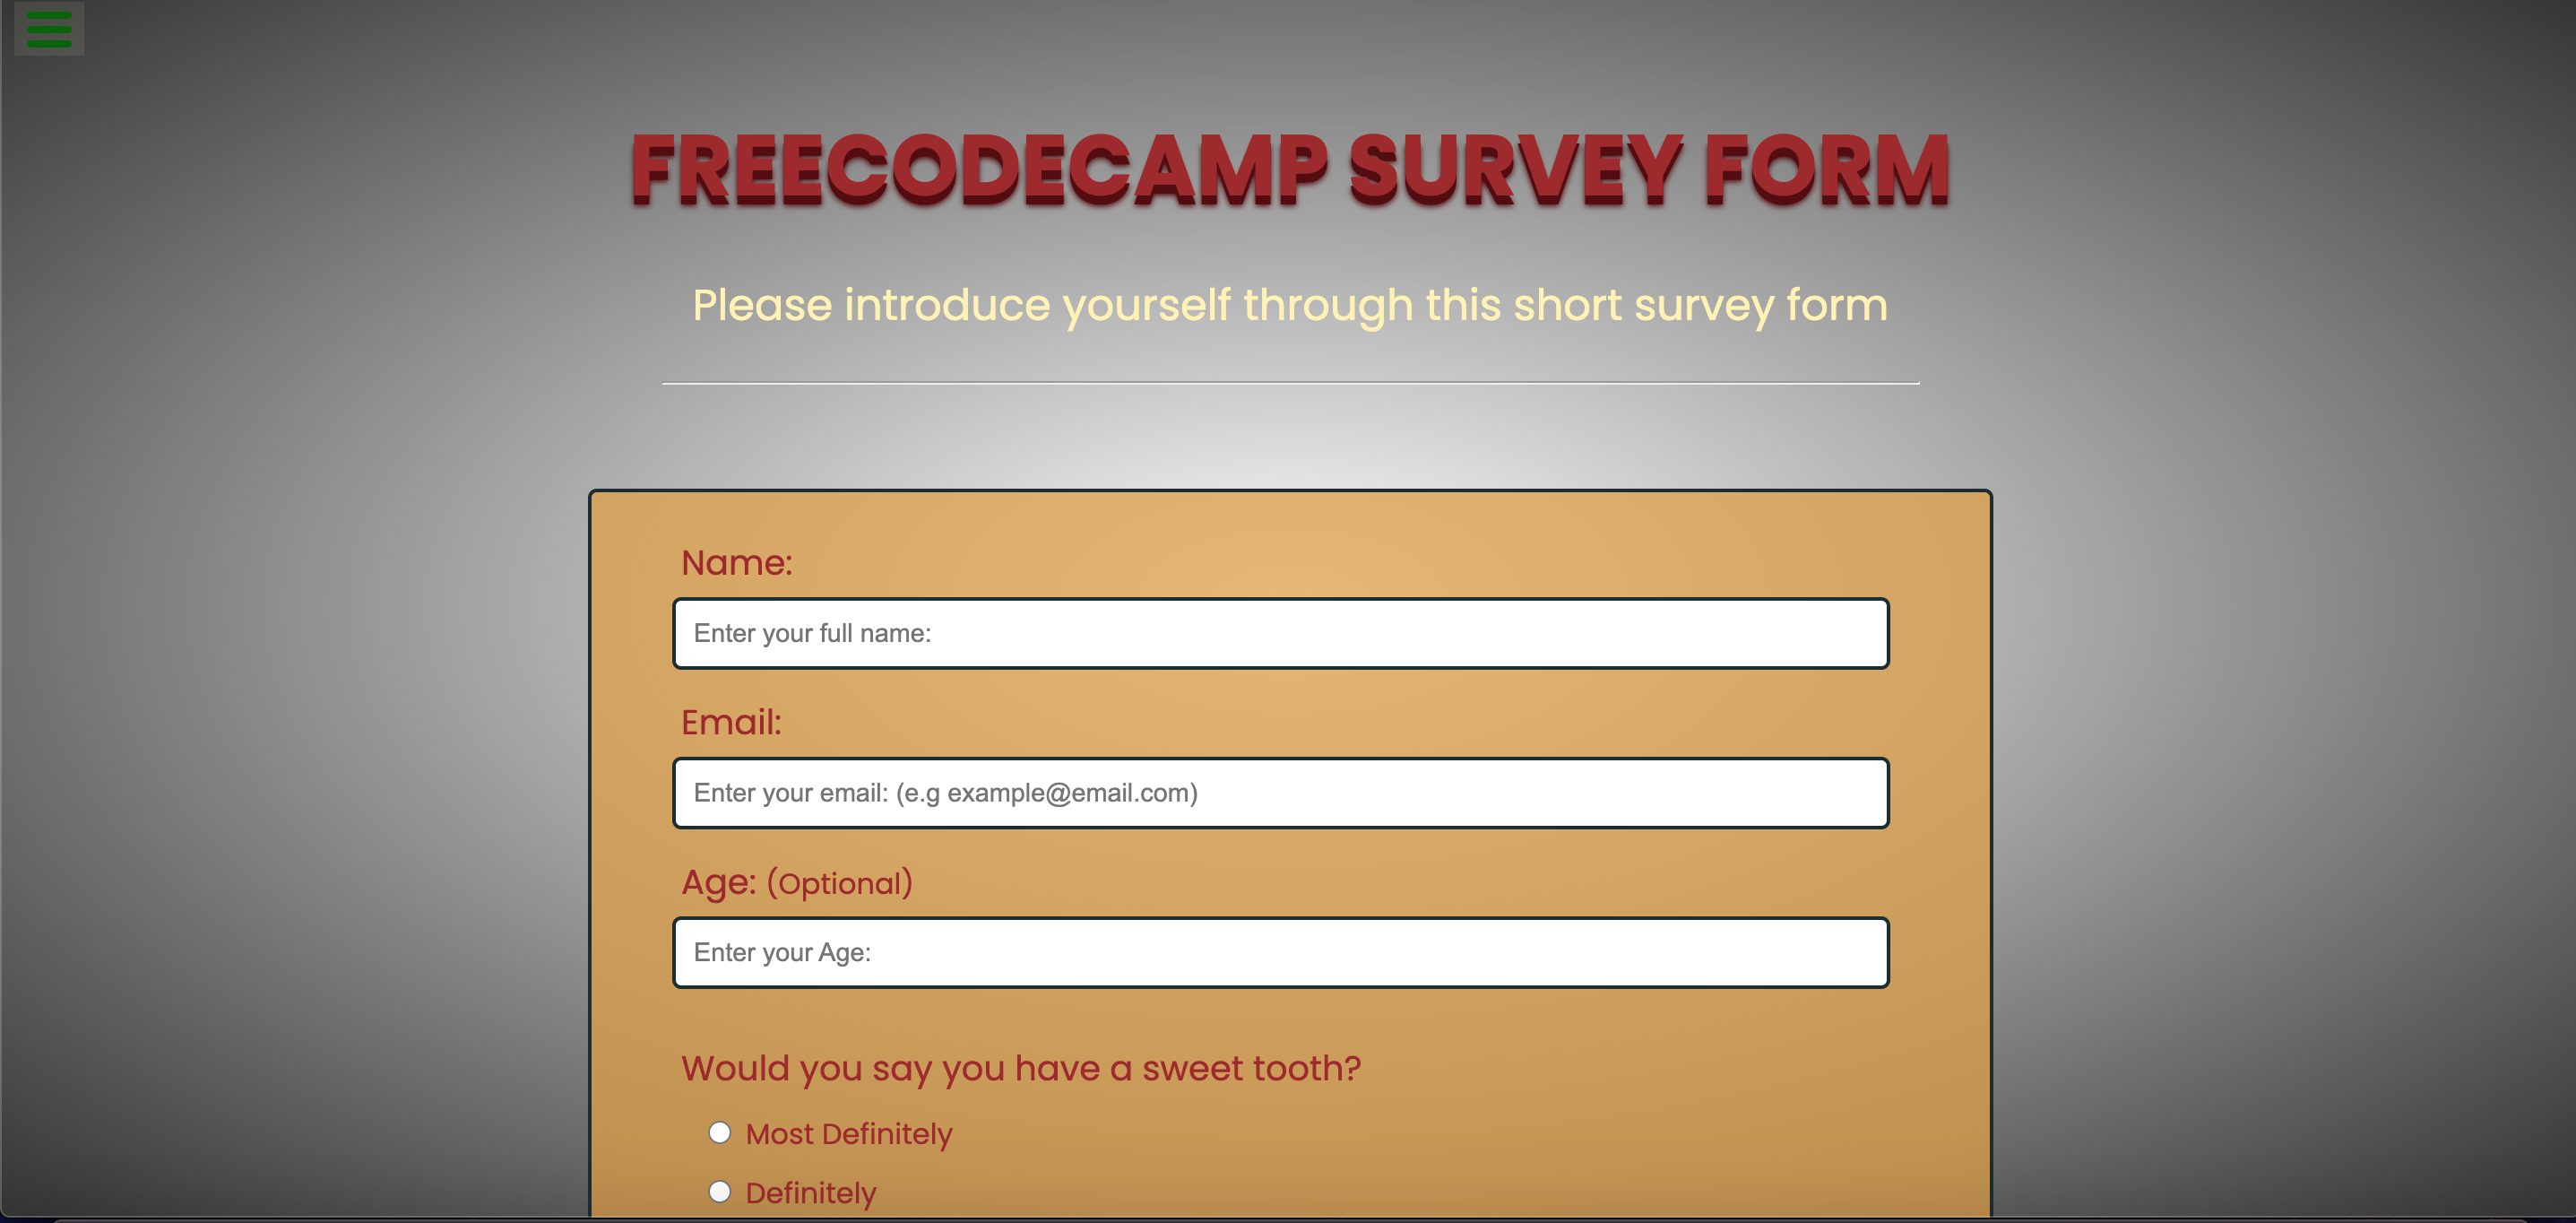 FREECODECAMP SURVEY FORM
Please introduce yourself through this short survey form
Name:
Enter your full name:
Email:
Enter your email: (e.g example@email.com)
Age: (Optional)
Enter your Age:
Would you say you have a sweet tooth?
Most Definitely
Definitely